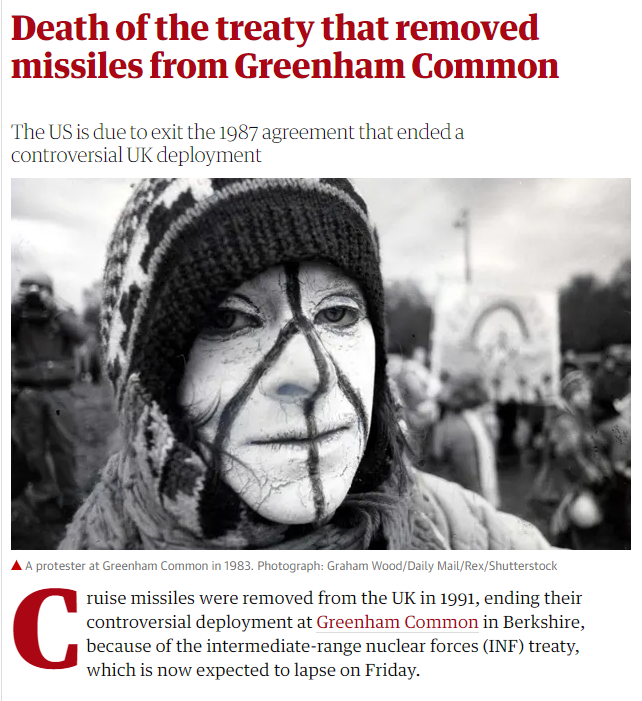 Death of the treaty that removed
missiles from Greenham Common
The US is due to exit the 1987 agreement that ended a
controversial UK deployment
▲ A protester at Greenham Common in 1983. Photograph: Graham Wood/Daily Mail/Rex/Shutterstock
Cruise missiles were removed from the UK in 1991, ending their
controversial deployment at Greenham Common in Berkshire,
because of the intermediate-range nuclear forces (INF) treaty,
which is now expected to lapse on Friday.